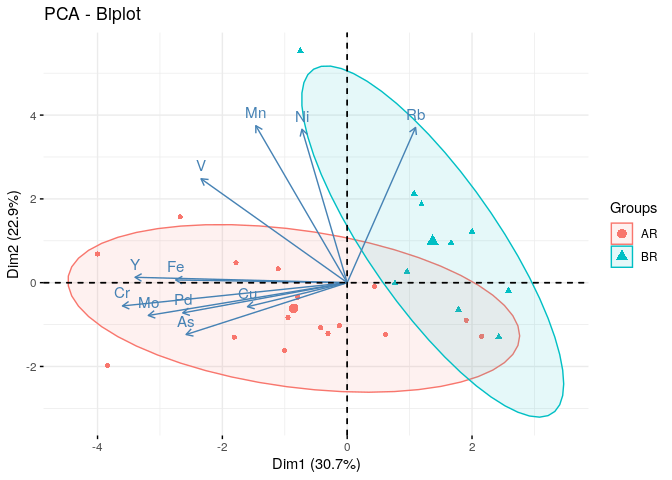 PCA - Biplot
Dim2 (22.9%)
4
2
0
-2
Mn
Ni
Rb
V
Y
Fe
Cr
Mo
Pd
Cu
As
-4
-2
0
2
Dim1 (30.7%)
Groups
AR
BR